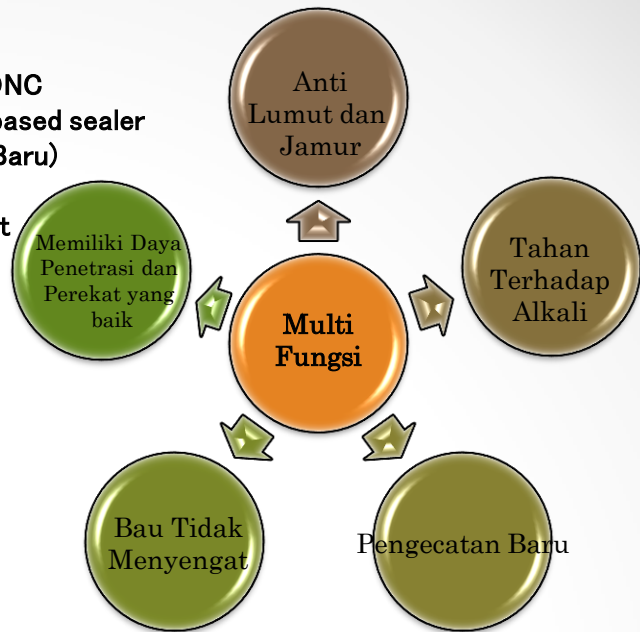 NC
based sealer
Baru)
t
Anti
Lumut dan
Jamur
Memiliki Daya
Penetrasi dan
Perekat yang
baik
Tahan
Terhadap
Alkali
Multi
Fungsi
Bau Tidak
Menyengat
Pengecatan Baru